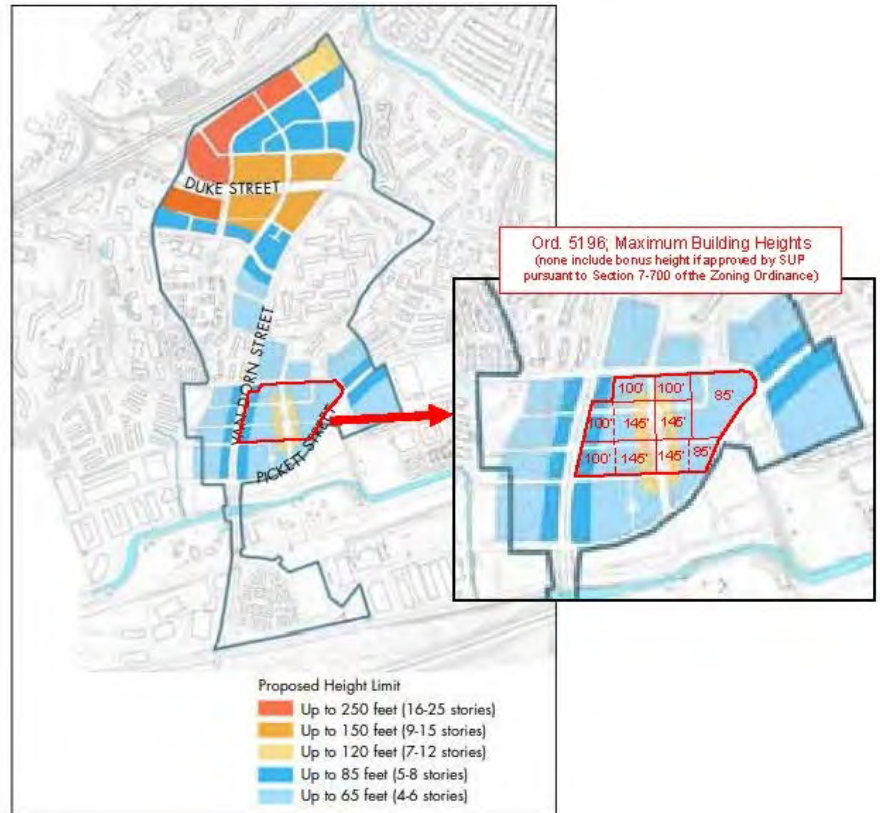 DUKE STREET
VAN DORN STREET
PICKETT STREET
Ord. 5196; Maximum Building Heights
(none include bonus height if approved by SUP
pursuant to Section 7-700 of the Zoning Ordinance)
100' 100' 85'
100' 145' 145'
100' 145' 145' 85'
Proposed Height Limit
Up to 250 feet (16-25 stories)
Up to 150 feet (9-15 stories)
Up to 120 feet (7-12 stories)
Up to 85 feet (5-8 stories)
Up to 65 feet (4-6 stories)